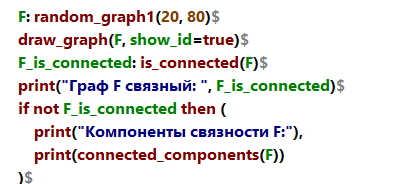 F: random_graph1(20, 80)$
draw_graph(F, show_id=true)$
F_is_connected: is_connected(F)$
print("Граф F связный: ", F_is_connected)$
if not F_is_connected then (
print("Компоненты связности F:"),
print(connected_components(F))
)$